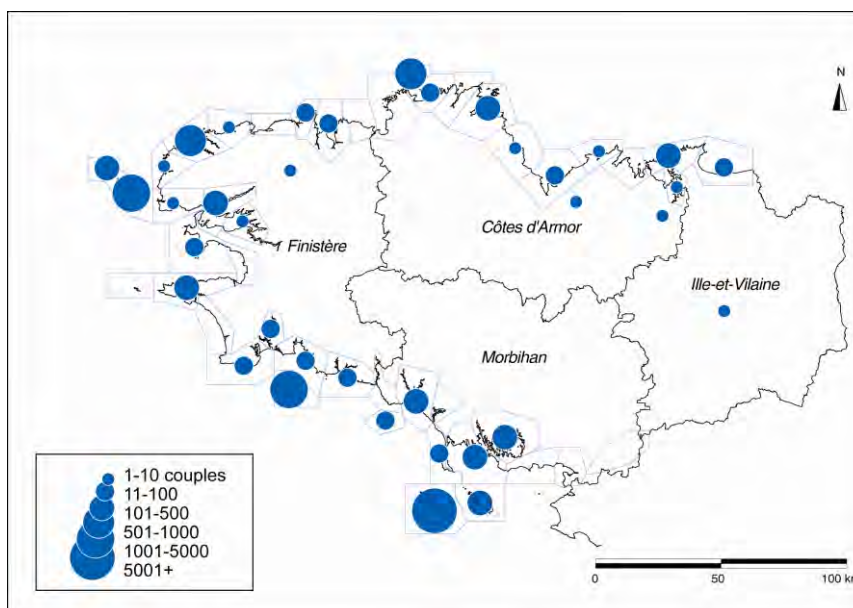 N
Finistère
Côtes d'Armor
Ille-et-Vilaine
Morbihan
1-10 couples
11-100
101-500
501-1000
1001-5000
5001+
0
50
100 km